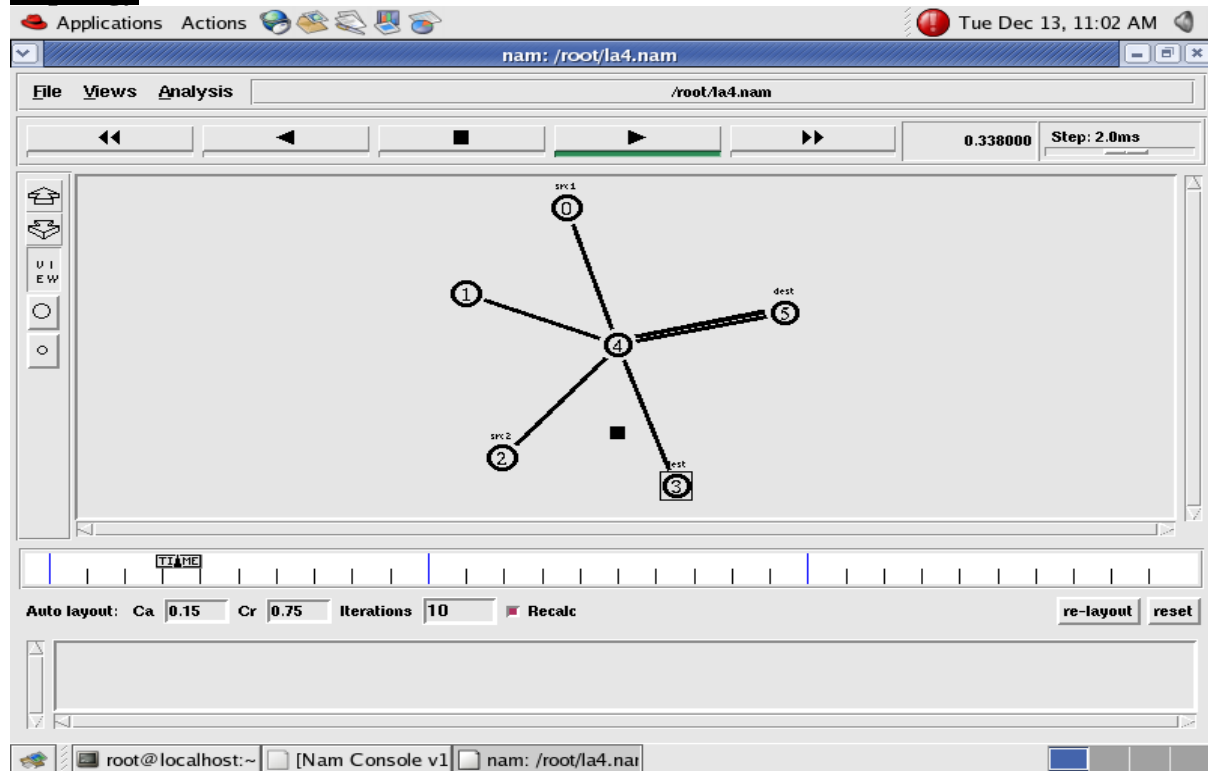 Applications Actions Tue Dec 13, 11:02 AM
nam: /root/la4.nam
File Views Analysis /root/la4.nam
0.338000 Step: 2.0ms
src1
0
VI
EW
1
dest
5
4
src2
2
dest
3
TIME
Auto layout: Ca 0.15 Cr 0.75 Iterations 10 Recalc re-layout reset
root@localhost:~ [Nam Console v1 nam: /root/la4.nar